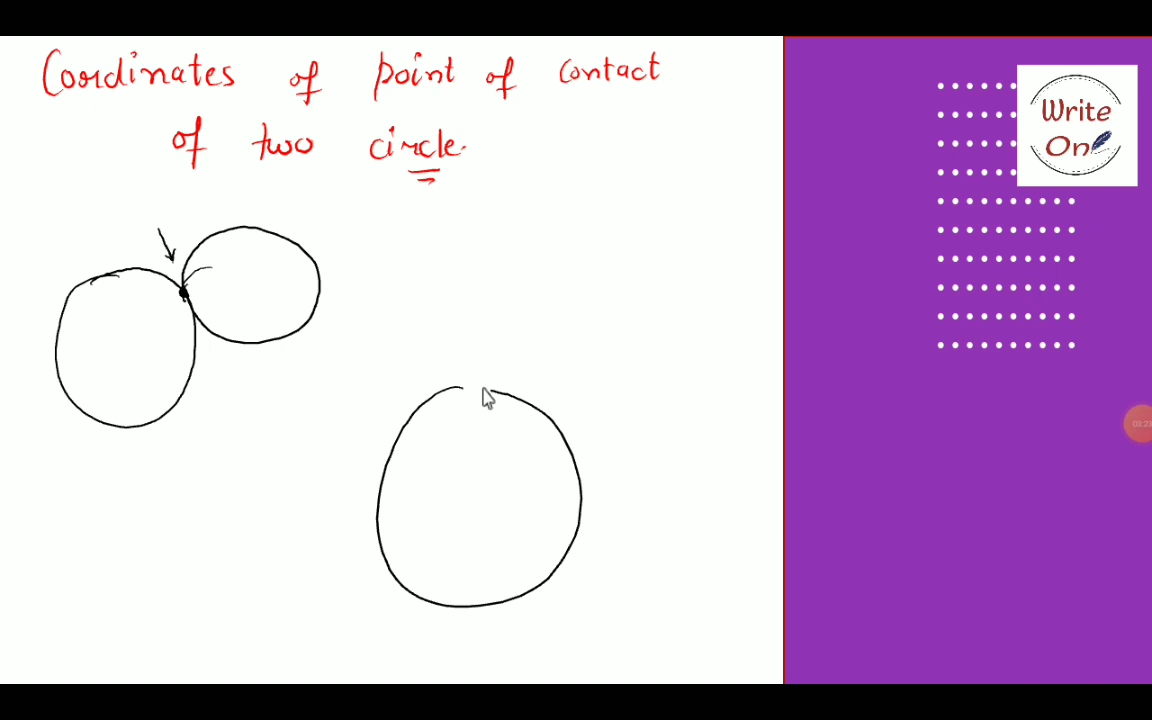 Coordinates of point of contact
of two circle.
Write
On